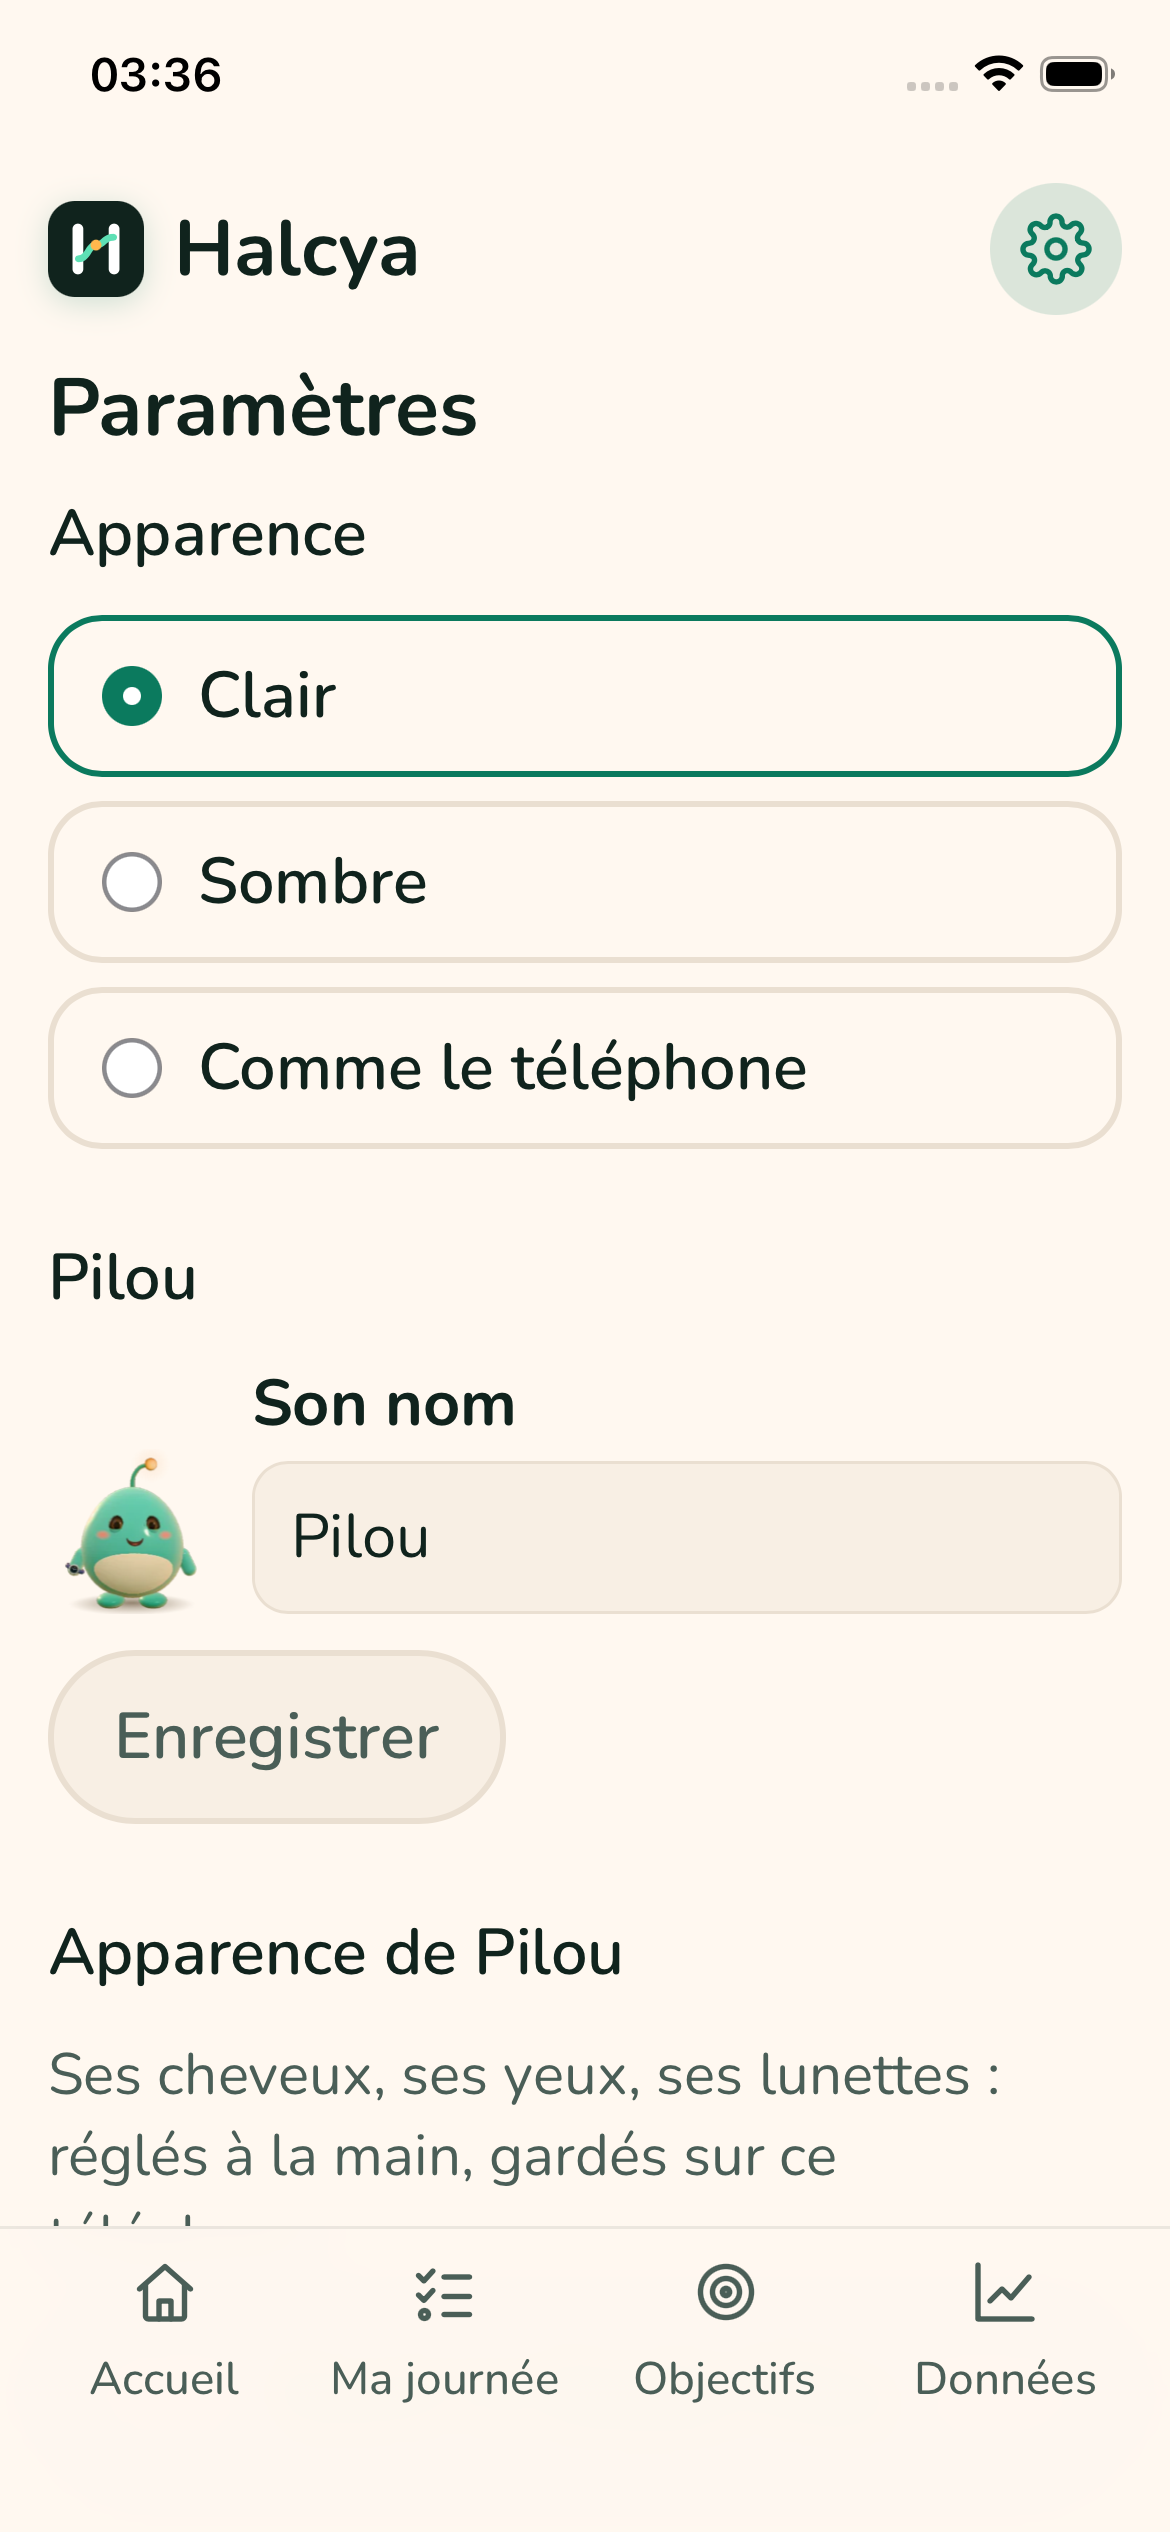 03:36
Halcya
Paramètres
Apparence
Clair
Sombre
Comme le téléphone
Pilou
Son nom
Pilou
Enregistrer
Apparence de Pilou
Ses cheveux, ses yeux, ses lunettes :
réglés à la main, gardés sur ce
Accueil
Ma journée
Objectifs
Données